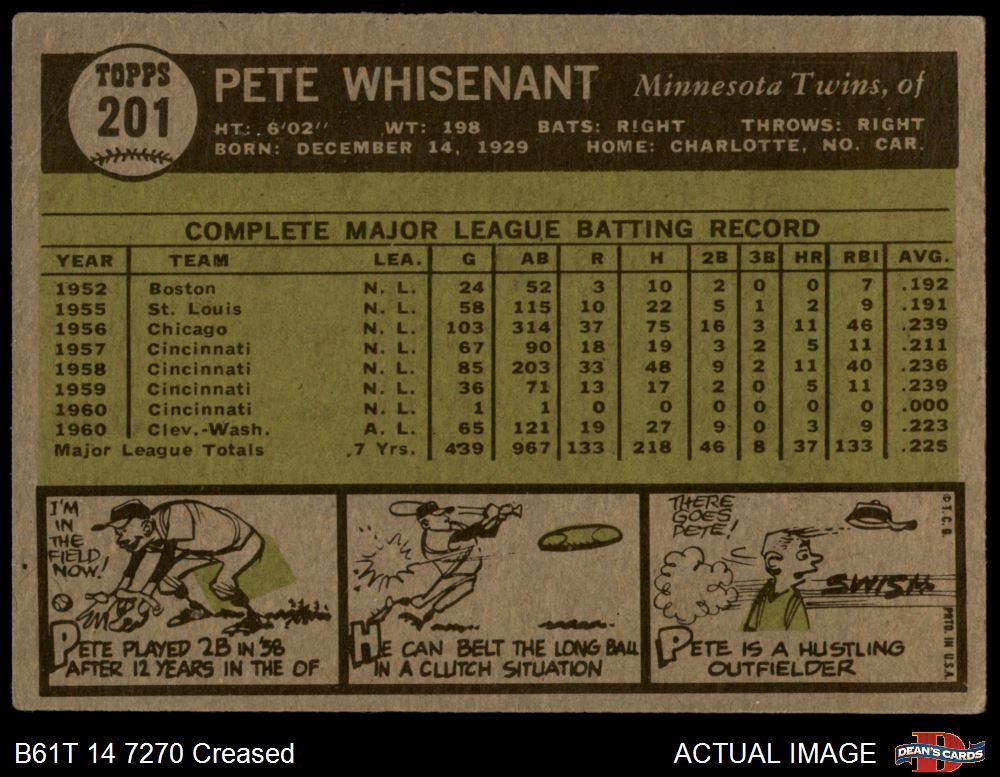 TOPPS
201
PETE WHISENANT Minnesota Twins, of
HT: 6'02" WT: 198 BATS: RIGHT THROWS: RIGHT
BORN: DECEMBER 14, 1929 HOME: CHARLOTTE, NO. CAR.
COMPLETE MAJOR LEAGUE BATTING RECORD
YEAR TEAM LEA. G AB R H 2B 3B HR RBI AVG.
1952 Boston N. L. 24 52 3 10 2 0 0 7 .192
1955 St. Louis N. L. 58 115 10 22 5 1 2 9 .191
1956 Chicago N. L. 103 314 37 75 16 3 11 46 .239
1957 Cincinnati N. L. 67 90 18 19 3 2 5 11 .211
1958 Cincinnati N. L. 85 203 33 48 9 2 11 40 .236
1959 Cincinnati N. L. 36 71 13 17 2 0 5 11 .239
1960 Cincinnati N. L. 1 1 0 0 0 0 0 0 .000
1960 Clev.-Wash. A. L. 65 121 19 27 9 0 3 9 .223
Major League Totals 7 Yrs. 439 967 133 218 46 8 37 133 .225
I'M
IN
THE
FIELD
NOW!
PETE PLAYED 2B IN '58
AFTER 12 YEARS IN THE OF
HE CAN BELT THE LONG BALL
IN A CLUTCH SITUATION
THERE
GOES
PETE!
SWISH
PETE IS A HUSTLING
OUTFIELDER
© T. C. G.
PRTD. IN U.S.A.
B61T 14 7270 Creased
ACTUAL IMAGE
DEAN'S CARDS